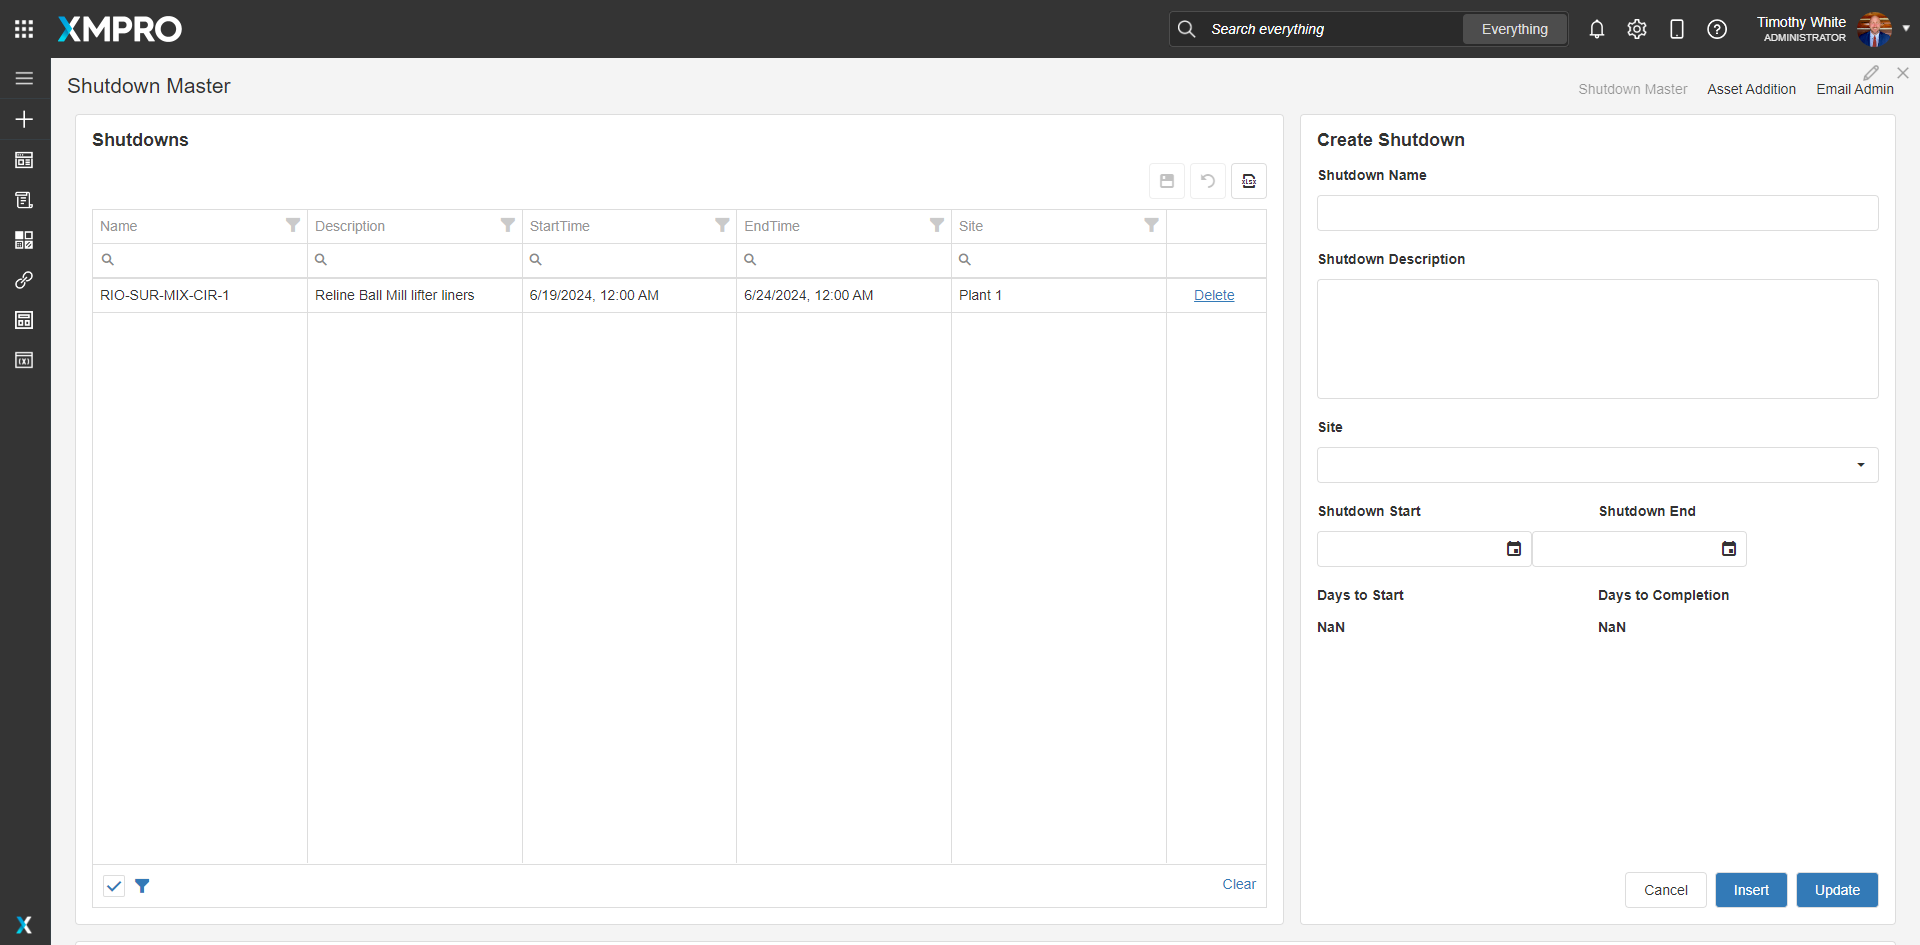 XMPRO
Search everything
Everything
Timothy White
ADMINISTRATOR
Shutdown Master
Shutdown Master
Asset Addition
Email Admin
Shutdowns
xlsx
Name
Description
StartTime
EndTime
Site
RIO-SUR-MIX-CIR-1
Reline Ball Mill lifter liners
6/19/2024, 12:00 AM
6/24/2024, 12:00 AM
Plant 1
Delete
Clear
Create Shutdown
Shutdown Name
Shutdown Description
Site
Shutdown Start
Shutdown End
Days to Start
Days to Completion
NaN
NaN
Cancel
Insert
Update